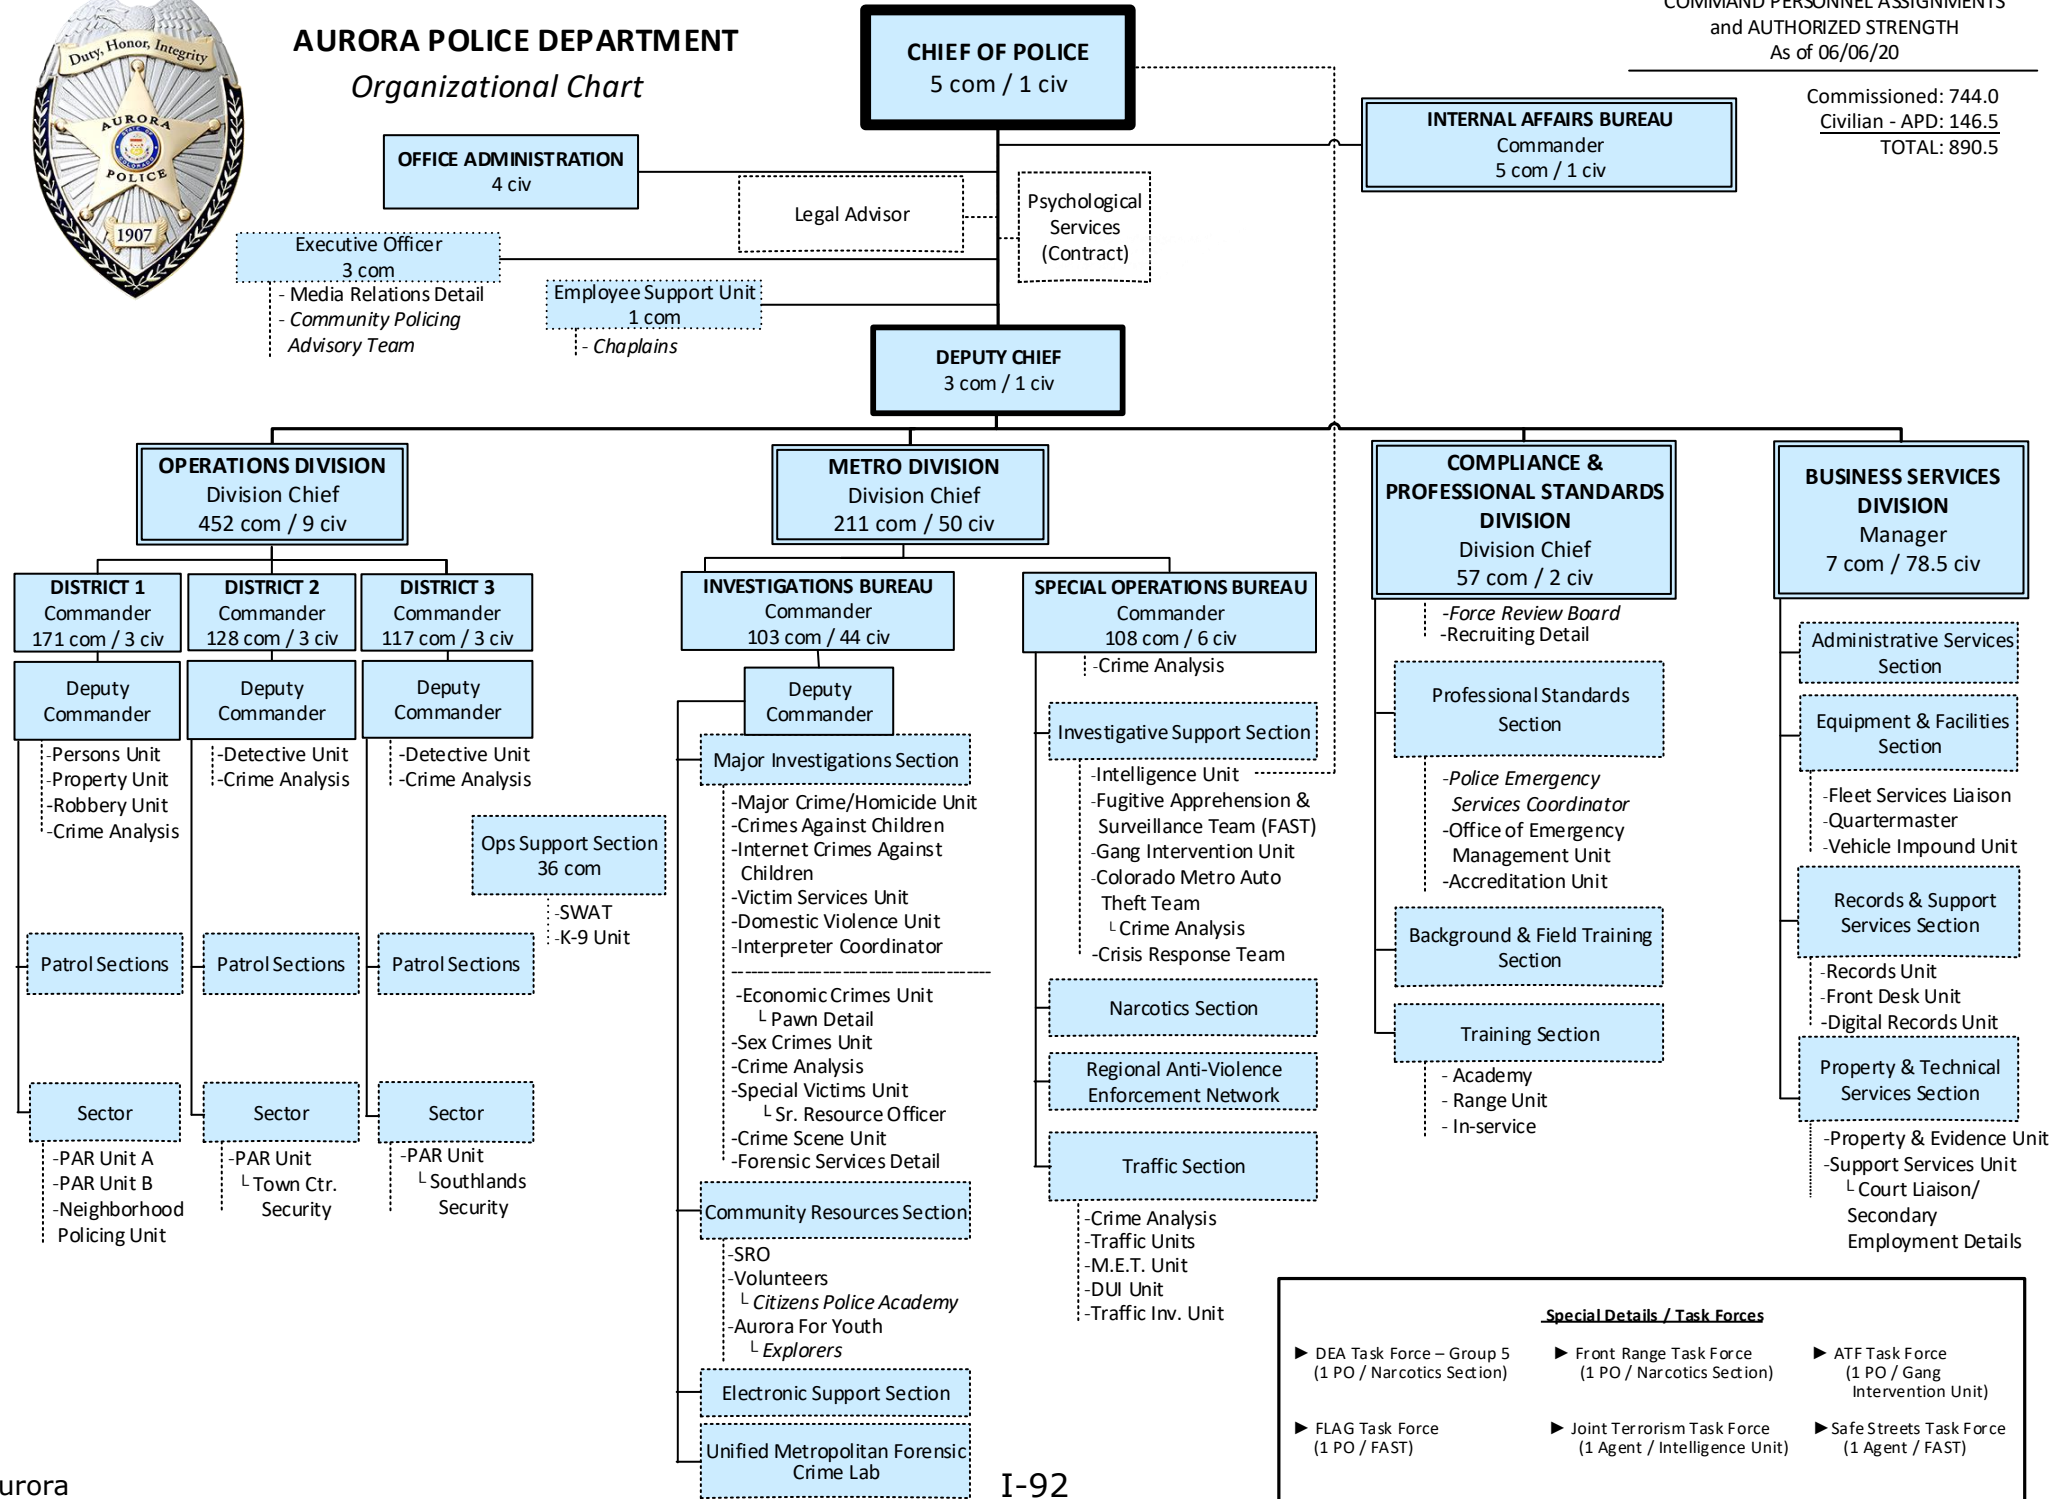 COMMAND PERSONNEL ASSIGNMENTS
and AUTHORIZED STRENGTH
As of 06/06/20
Commissioned: 744.0
Civilian - APD: 146.5
TOTAL: 890.5
Duty, Honor, Integrity
AURORA
STATE OF
COLORADO
POLICE
1907
AURORA POLICE DEPARTMENT
Organizational Chart
CHIEF OF POLICE
5 com / 1 civ
INTERNAL AFFAIRS BUREAU
Commander
5 com / 1 civ
OFFICE ADMINISTRATION
4 civ
Legal Advisor
Psychological
Services
(Contract)
Executive Officer
3 com
- Media Relations Detail
- Community Policing
Advisory Team
Employee Support Unit
1 com
- Chaplains
DEPUTY CHIEF
3 com / 1 civ
OPERATIONS DIVISION
Division Chief
452 com / 9 civ
DISTRICT 1
Commander
171 com / 3 civ
Deputy
Commander
-Persons Unit
-Property Unit
-Robbery Unit
-Crime Analysis
Patrol Sections
Sector
-PAR Unit A
-PAR Unit B
-Neighborhood
Policing Unit
DISTRICT 2
Commander
128 com / 3 civ
Deputy
Commander
-Detective Unit
-Crime Analysis
Patrol Sections
Sector
-PAR Unit
└ Town Ctr.
Security
DISTRICT 3
Commander
117 com / 3 civ
Deputy
Commander
-Detective Unit
-Crime Analysis
Patrol Sections
Sector
-PAR Unit
└ Southlands
Security
Ops Support Section
36 com
-SWAT
-K-9 Unit
METRO DIVISION
Division Chief
211 com / 50 civ
INVESTIGATIONS BUREAU
Commander
103 com / 44 civ
Deputy
Commander
Major Investigations Section
-Major Crime/Homicide Unit
-Crimes Against Children
-Internet Crimes Against
Children
-Victim Services Unit
-Domestic Violence Unit
-Interpreter Coordinator
-Economic Crimes Unit
└ Pawn Detail
-Sex Crimes Unit
-Crime Analysis
-Special Victims Unit
└ Sr. Resource Officer
-Crime Scene Unit
-Forensic Services Detail
Community Resources Section
-SRO
-Volunteers
└ Citizens Police Academy
-Aurora For Youth
└ Explorers
Electronic Support Section
Unified Metropolitan Forensic
Crime Lab
SPECIAL OPERATIONS BUREAU
Commander
108 com / 6 civ
-Crime Analysis
Investigative Support Section
-Intelligence Unit
-Fugitive Apprehension &
Surveillance Team (FAST)
-Gang Intervention Unit
-Colorado Metro Auto
Theft Team
└ Crime Analysis
-Crisis Response Team
Narcotics Section
Regional Anti-Violence
Enforcement Network
Traffic Section
-Crime Analysis
-Traffic Units
-M.E.T. Unit
-DUI Unit
-Traffic Inv. Unit
COMPLIANCE &
PROFESSIONAL STANDARDS
DIVISION
Division Chief
57 com / 2 civ
-Force Review Board
-Recruiting Detail
Professional Standards
Section
-Police Emergency
Services Coordinator
-Office of Emergency
Management Unit
-Accreditation Unit
Background & Field Training
Section
Training Section
- Academy
- Range Unit
- In-service
BUSINESS SERVICES
DIVISION
Manager
7 com / 78.5 civ
Administrative Services
Section
Equipment & Facilities
Section
-Fleet Services Liaison
-Quartermaster
-Vehicle Impound Unit
Records & Support
Services Section
-Records Unit
-Front Desk Unit
-Digital Records Unit
Property & Technical
Services Section
-Property & Evidence Unit
-Support Services Unit
└ Court Liaison/
Secondary
Employment Details
Special Details / Task Forces
► DEA Task Force – Group 5
(1 PO / Narcotics Section)
► Front Range Task Force
(1 PO / Narcotics Section)
► ATF Task Force
(1 PO / Gang
Intervention Unit)
► FLAG Task Force
(1 PO / FAST)
► Joint Terrorism Task Force
(1 Agent / Intelligence Unit)
► Safe Streets Task Force
(1 Agent / FAST)
urora
I-92